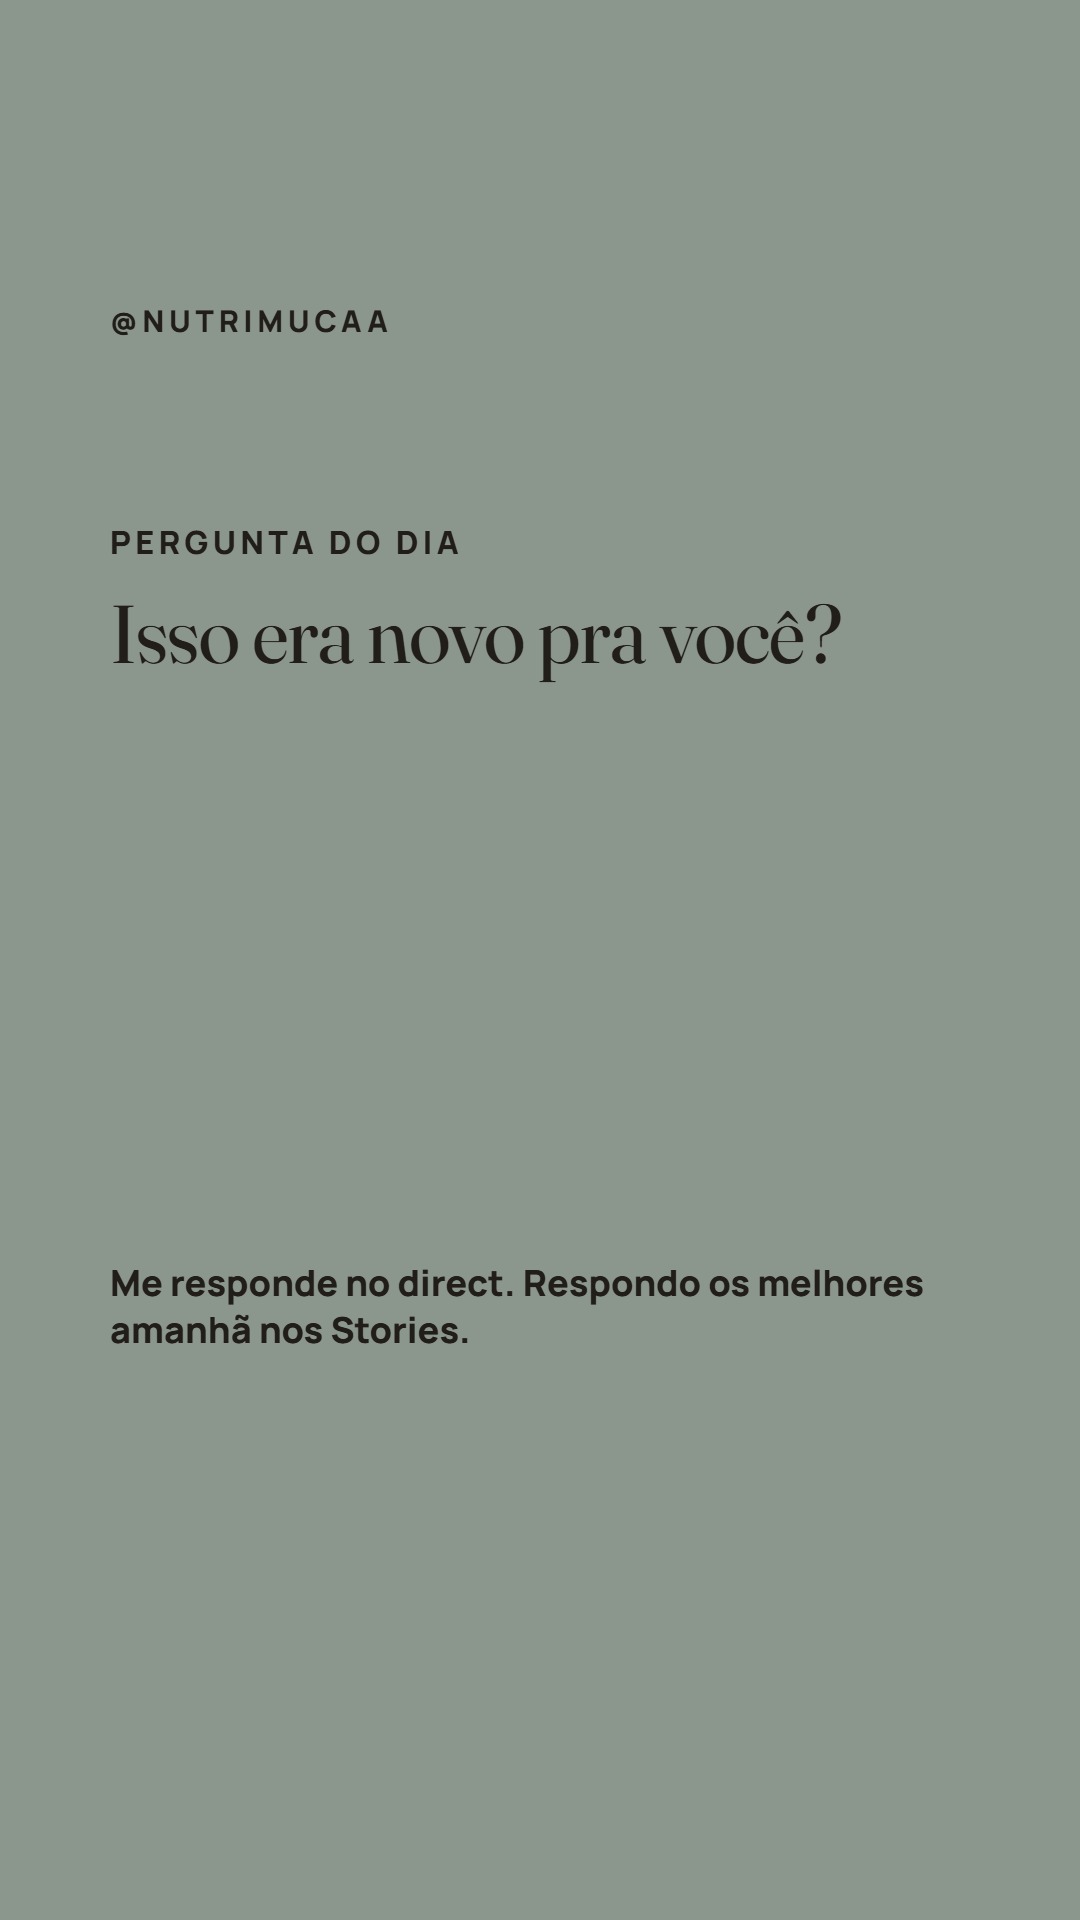 @NUTRIMUCAA
PERGUNTA DO DIA
Isso era novo pra você?
Me responde no direct. Respondo os melhores
amanhã nos Stories.